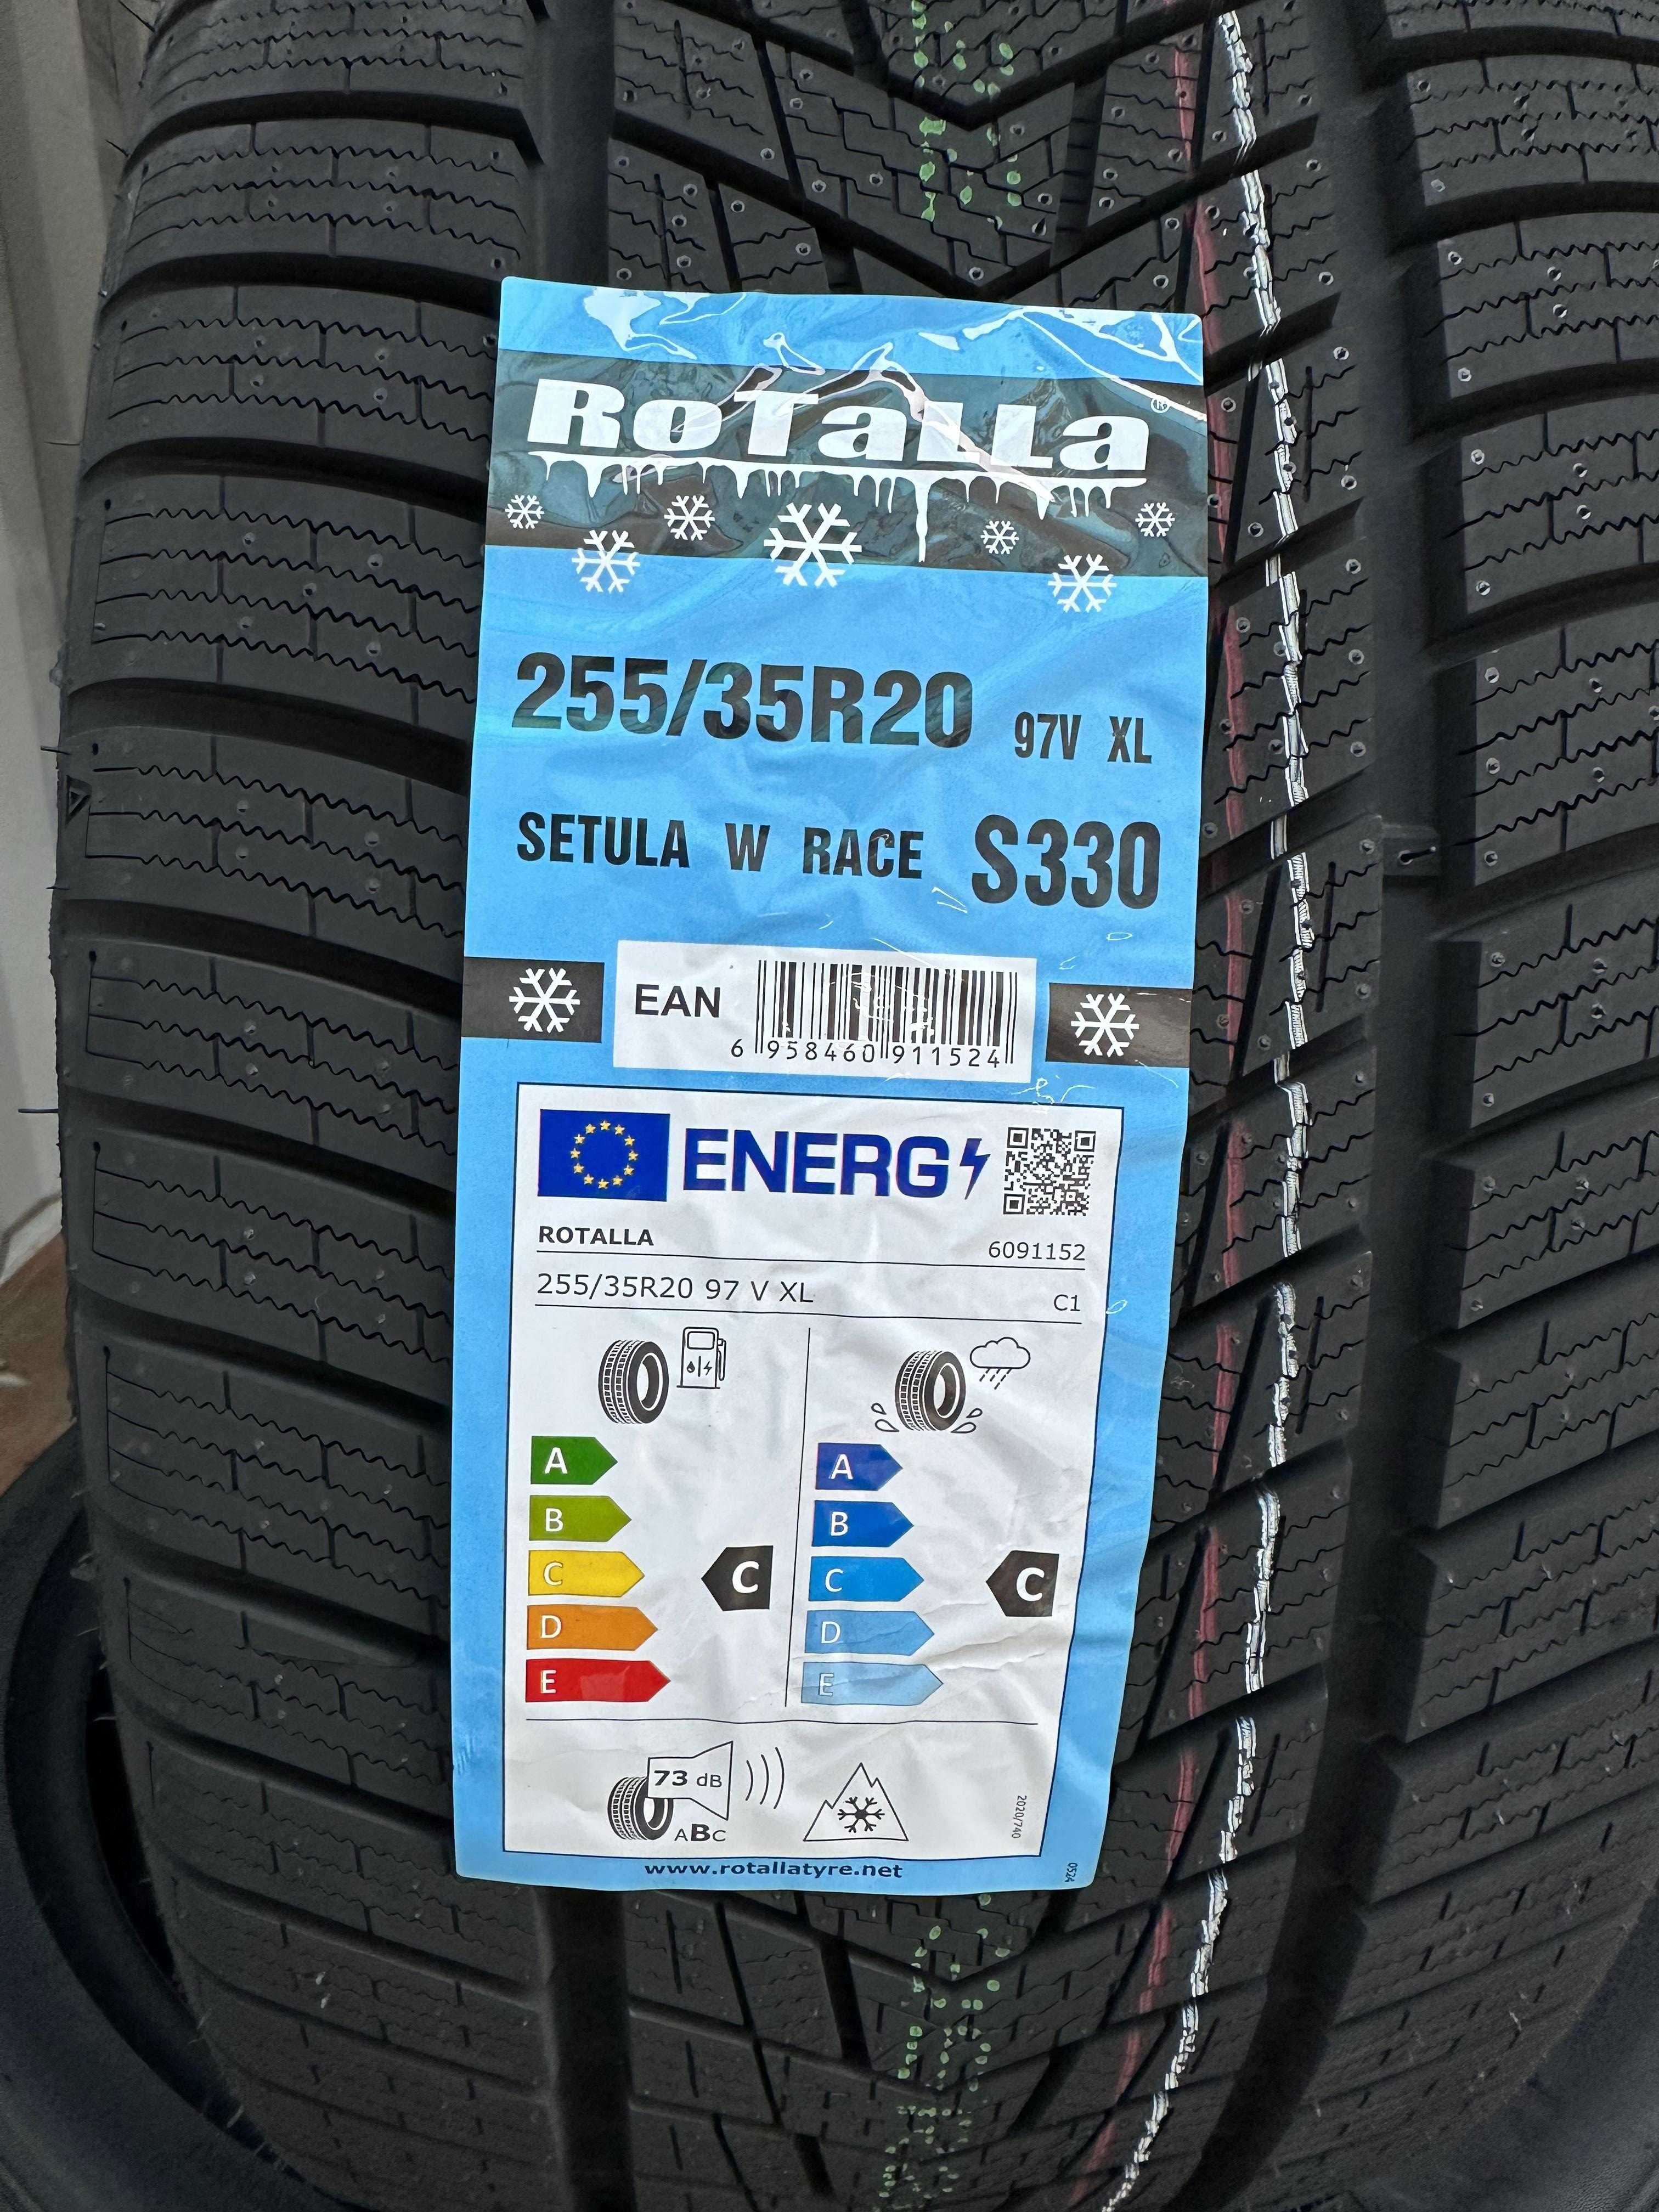 RoTaLLa ®
255/35R20 97V XL
SETULA W RACE S330
EAN
6 958460 911524
ENERG
ROTALLA 6091152
255/35R20 97 V XL C1
A A
B B
C C C C
D D
E E
73 dB
ABC
2020/740
www.rotallatyre.net
0524